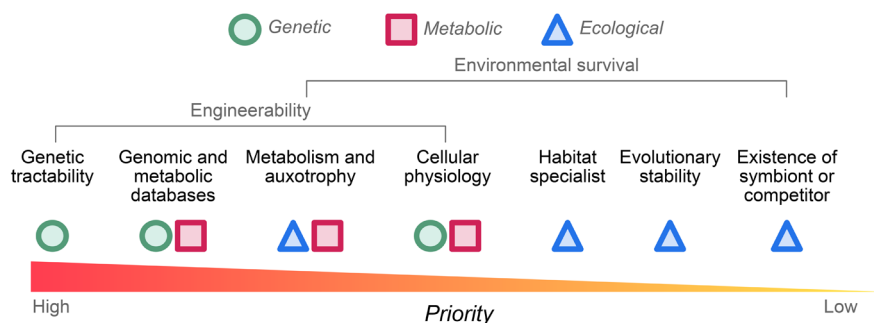 Genetic
Metabolic
Ecological
Environmental survival
Engineerability
Genetic
tractability
Genomic and
metabolic
databases
Metabolism and
auxotrophy
Cellular
physiology
Habitat
specialist
Evolutionary
stability
Existence of
symbiont or
competitor
High
Priority
Low